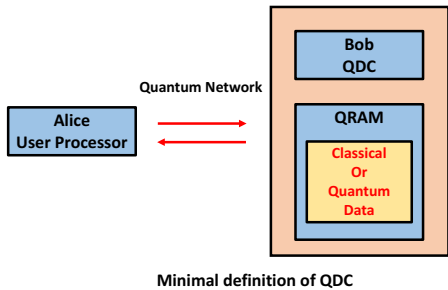 Bob
QDC
Quantum Network
Alice
User Processor
QRAM
Classical
Or
Quantum
Data
Minimal definition of QDC